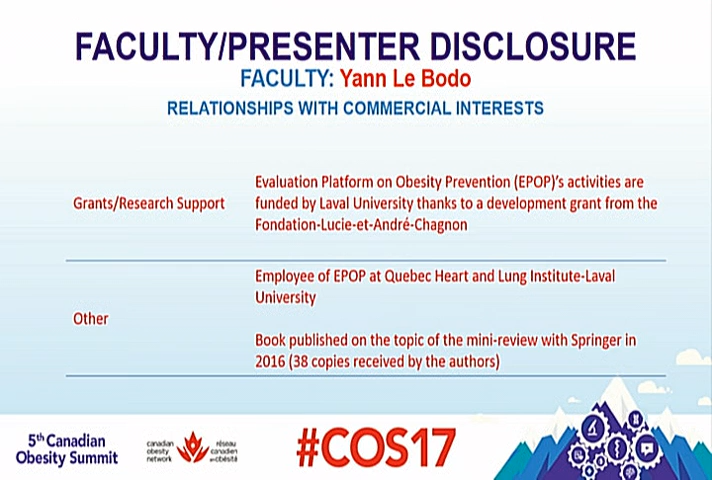 FACULTY/PRESENTER DISCLOSURE
FACULTY: Yann Le Bodo
RELATIONSHIPS WITH COMMERCIAL INTERESTS
Grants/Research Support
Evaluation Platform on Obesity Prevention (EPOP)'s activities are
funded by Laval University thanks to a development grant from the
Fondation-Lucie-et-André-Chagnon
Other
Employee of EPOP at Quebec Heart and Lung Institute-Laval
University
Book published on the topic of the mini-review with Springer in
2016 (38 copies received by the authors)
5th Canadian
Obesity Summit
canadian
obesity
network
réseau
canadien
en obésité
#COS17